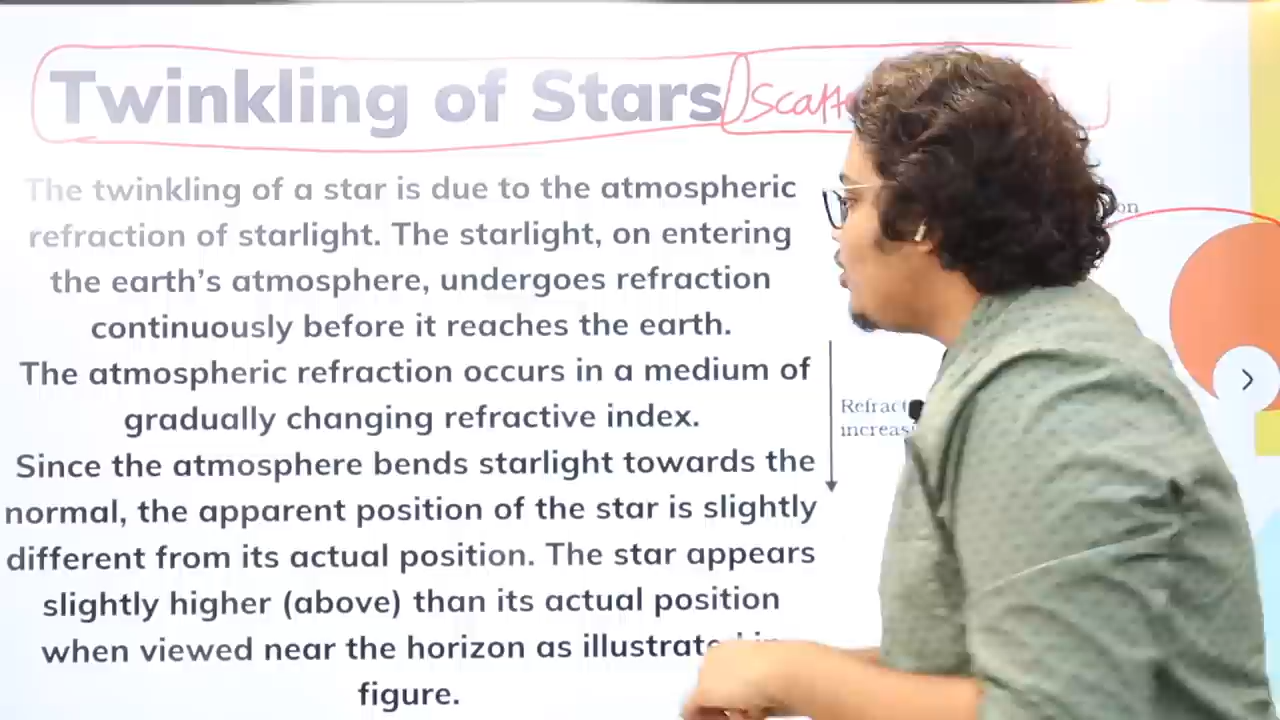 Twinkling of Stars
The twinkling of a star is due to the atmospheric
refraction of starlight. The starlight, on entering
the earth's atmosphere, undergoes refraction
continuously before it reaches the earth.
The atmospheric refraction occurs in a medium of
gradually changing refractive index.
Since the atmosphere bends starlight towards the
normal, the apparent position of the star is slightly
different from its actual position. The star appears
slightly higher (above) than its actual position
when viewed near the horizon as
figure.